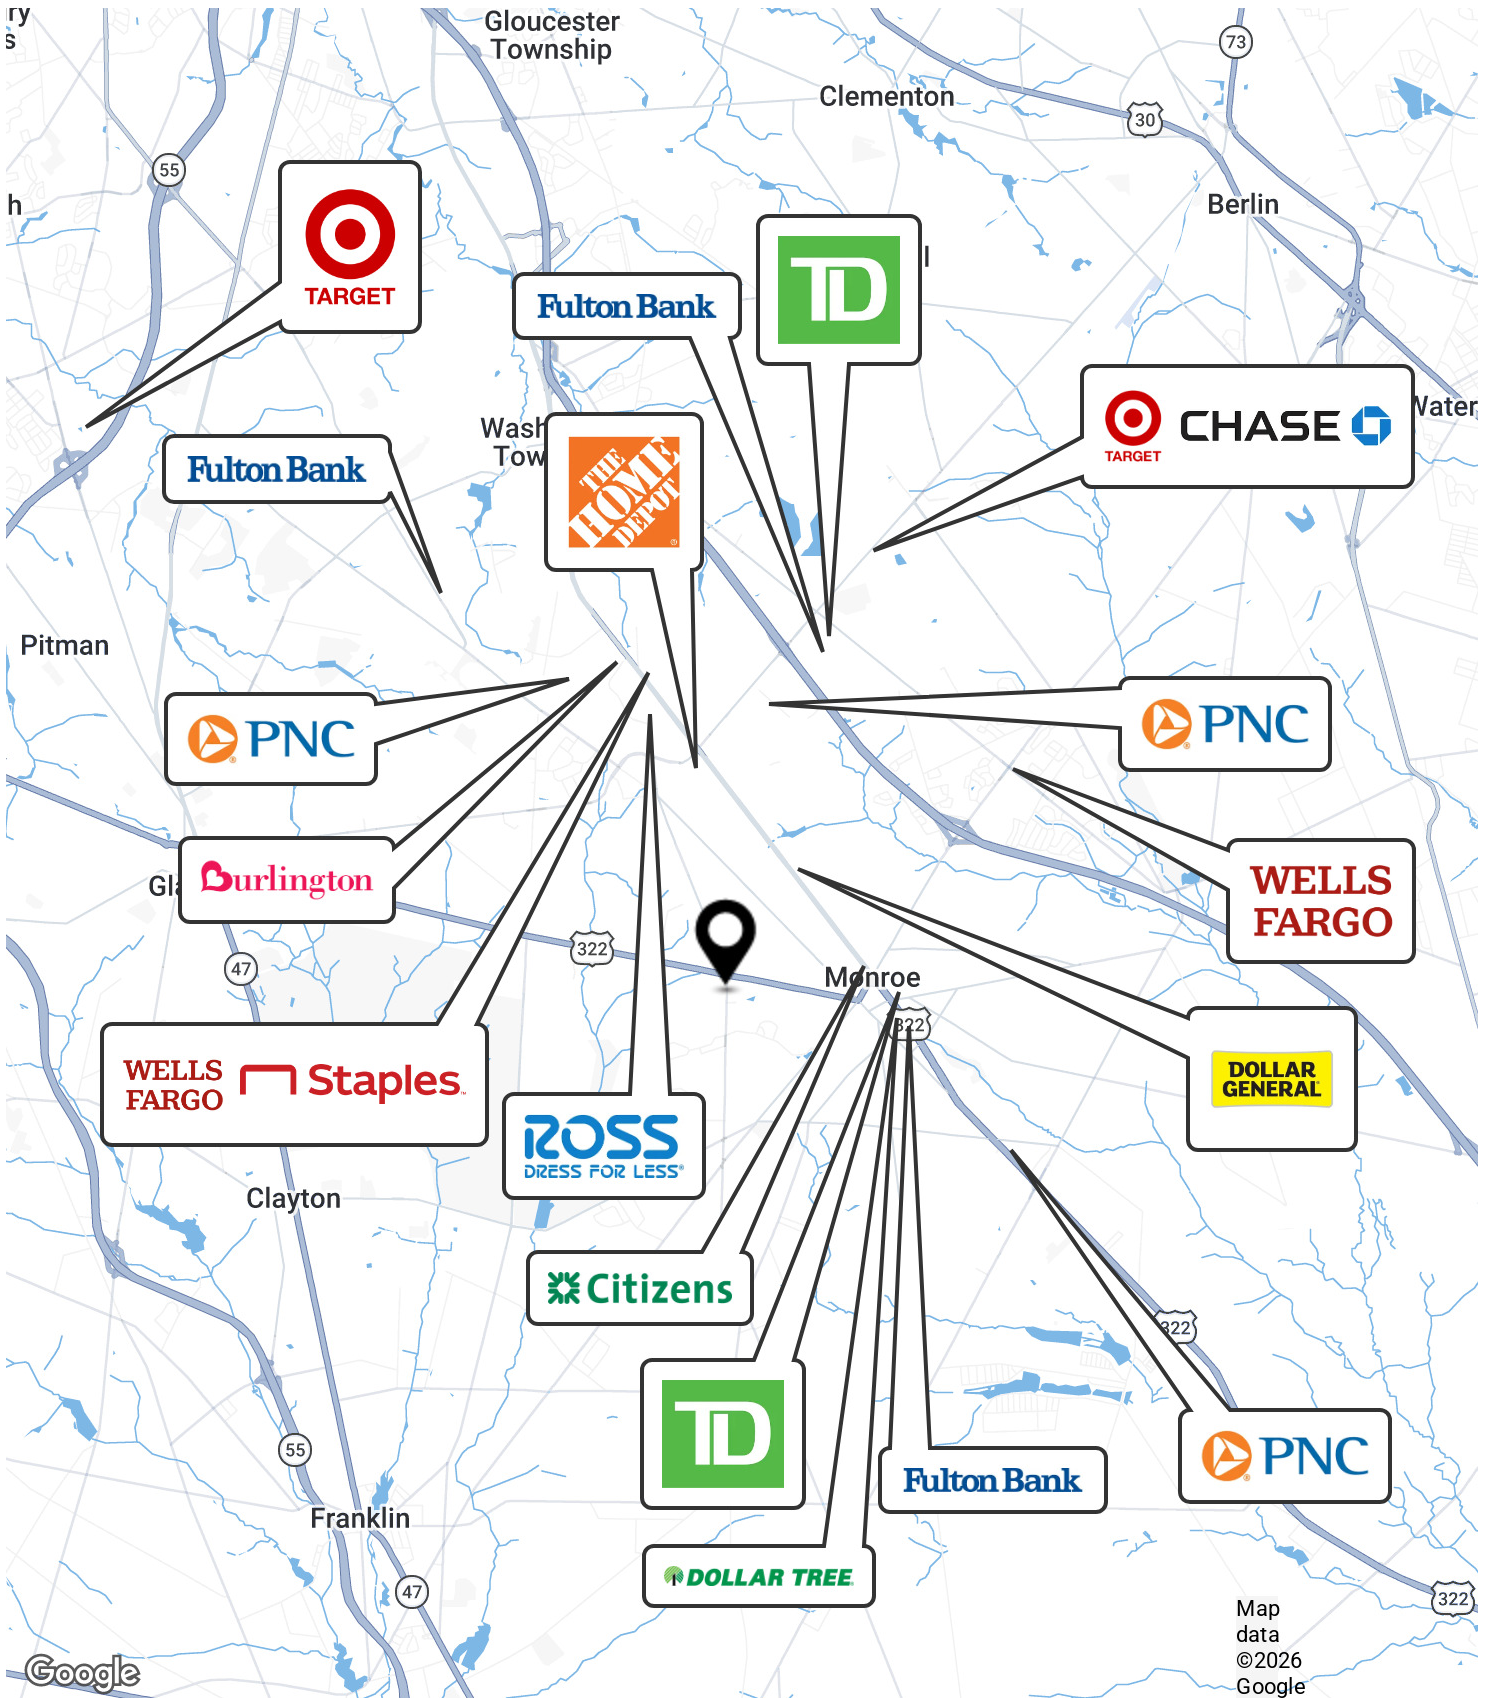 ry
s
Gloucester
Township
73
Clementon
30
55
h
Berlin
TARGET
TD
l
Fulton Bank
TARGET
CHASE
Water
Wash
Tow
THE
HOME
DEPOT
Fulton Bank
Pitman
PNC
PNC
Burlington
Gla
WELLS
FARGO
322
47
Monroe
322
WELLS
FARGO
Staples
DOLLAR
GENERAL
ROSS
DRESS FOR LESS
Clayton
Citizens
322
TD
55
Fulton Bank
PNC
Franklin
DOLLAR TREE
47
322
Map
data
©2026
Google
Google